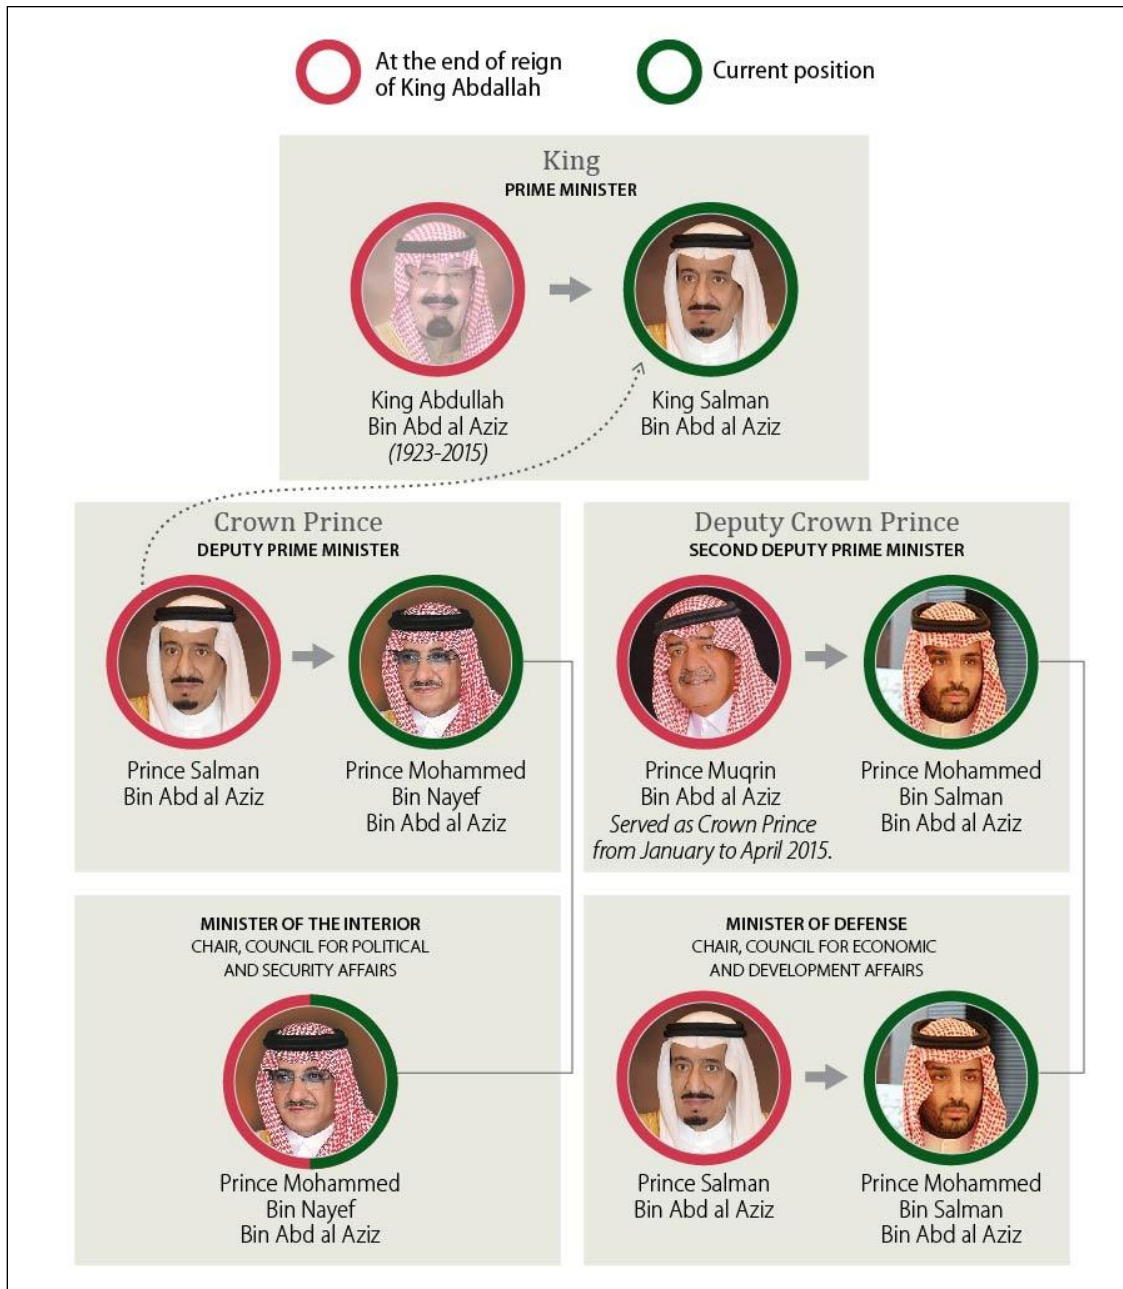 At the end of reign
of King Abdallah
Current position
King
PRIME MINISTER
King Abdullah
Bin Abd al Aziz
(1923-2015)
King Salman
Bin Abd al Aziz
Crown Prince
DEPUTY PRIME MINISTER
Prince Salman
Bin Abd al Aziz
Prince Mohammed
Bin Nayef
Bin Abd al Aziz
Deputy Crown Prince
SECOND DEPUTY PRIME MINISTER
Prince Muqrin
Bin Abd al Aziz
Served as Crown Prince
from January to April 2015.
Prince Mohammed
Bin Salman
Bin Abd al Aziz
MINISTER OF THE INTERIOR
CHAIR, COUNCIL FOR POLITICAL
AND SECURITY AFFAIRS
Prince Mohammed
Bin Nayef
Bin Abd al Aziz
MINISTER OF DEFENSE
CHAIR, COUNCIL FOR ECONOMIC
AND DEVELOPMENT AFFAIRS
Prince Salman
Bin Abd al Aziz
Prince Mohammed
Bin Salman
Bin Abd al Aziz